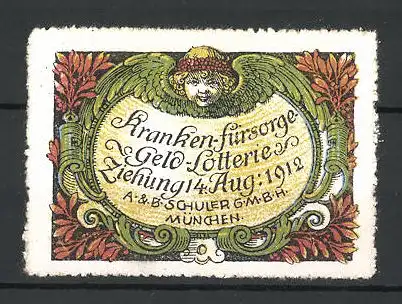 Kranken-fürsorge
Geld-Lotterie
Ziehung 14. Aug: 1912
A. & B. SCHULER G.M.B.H.
MÜNCHEN.